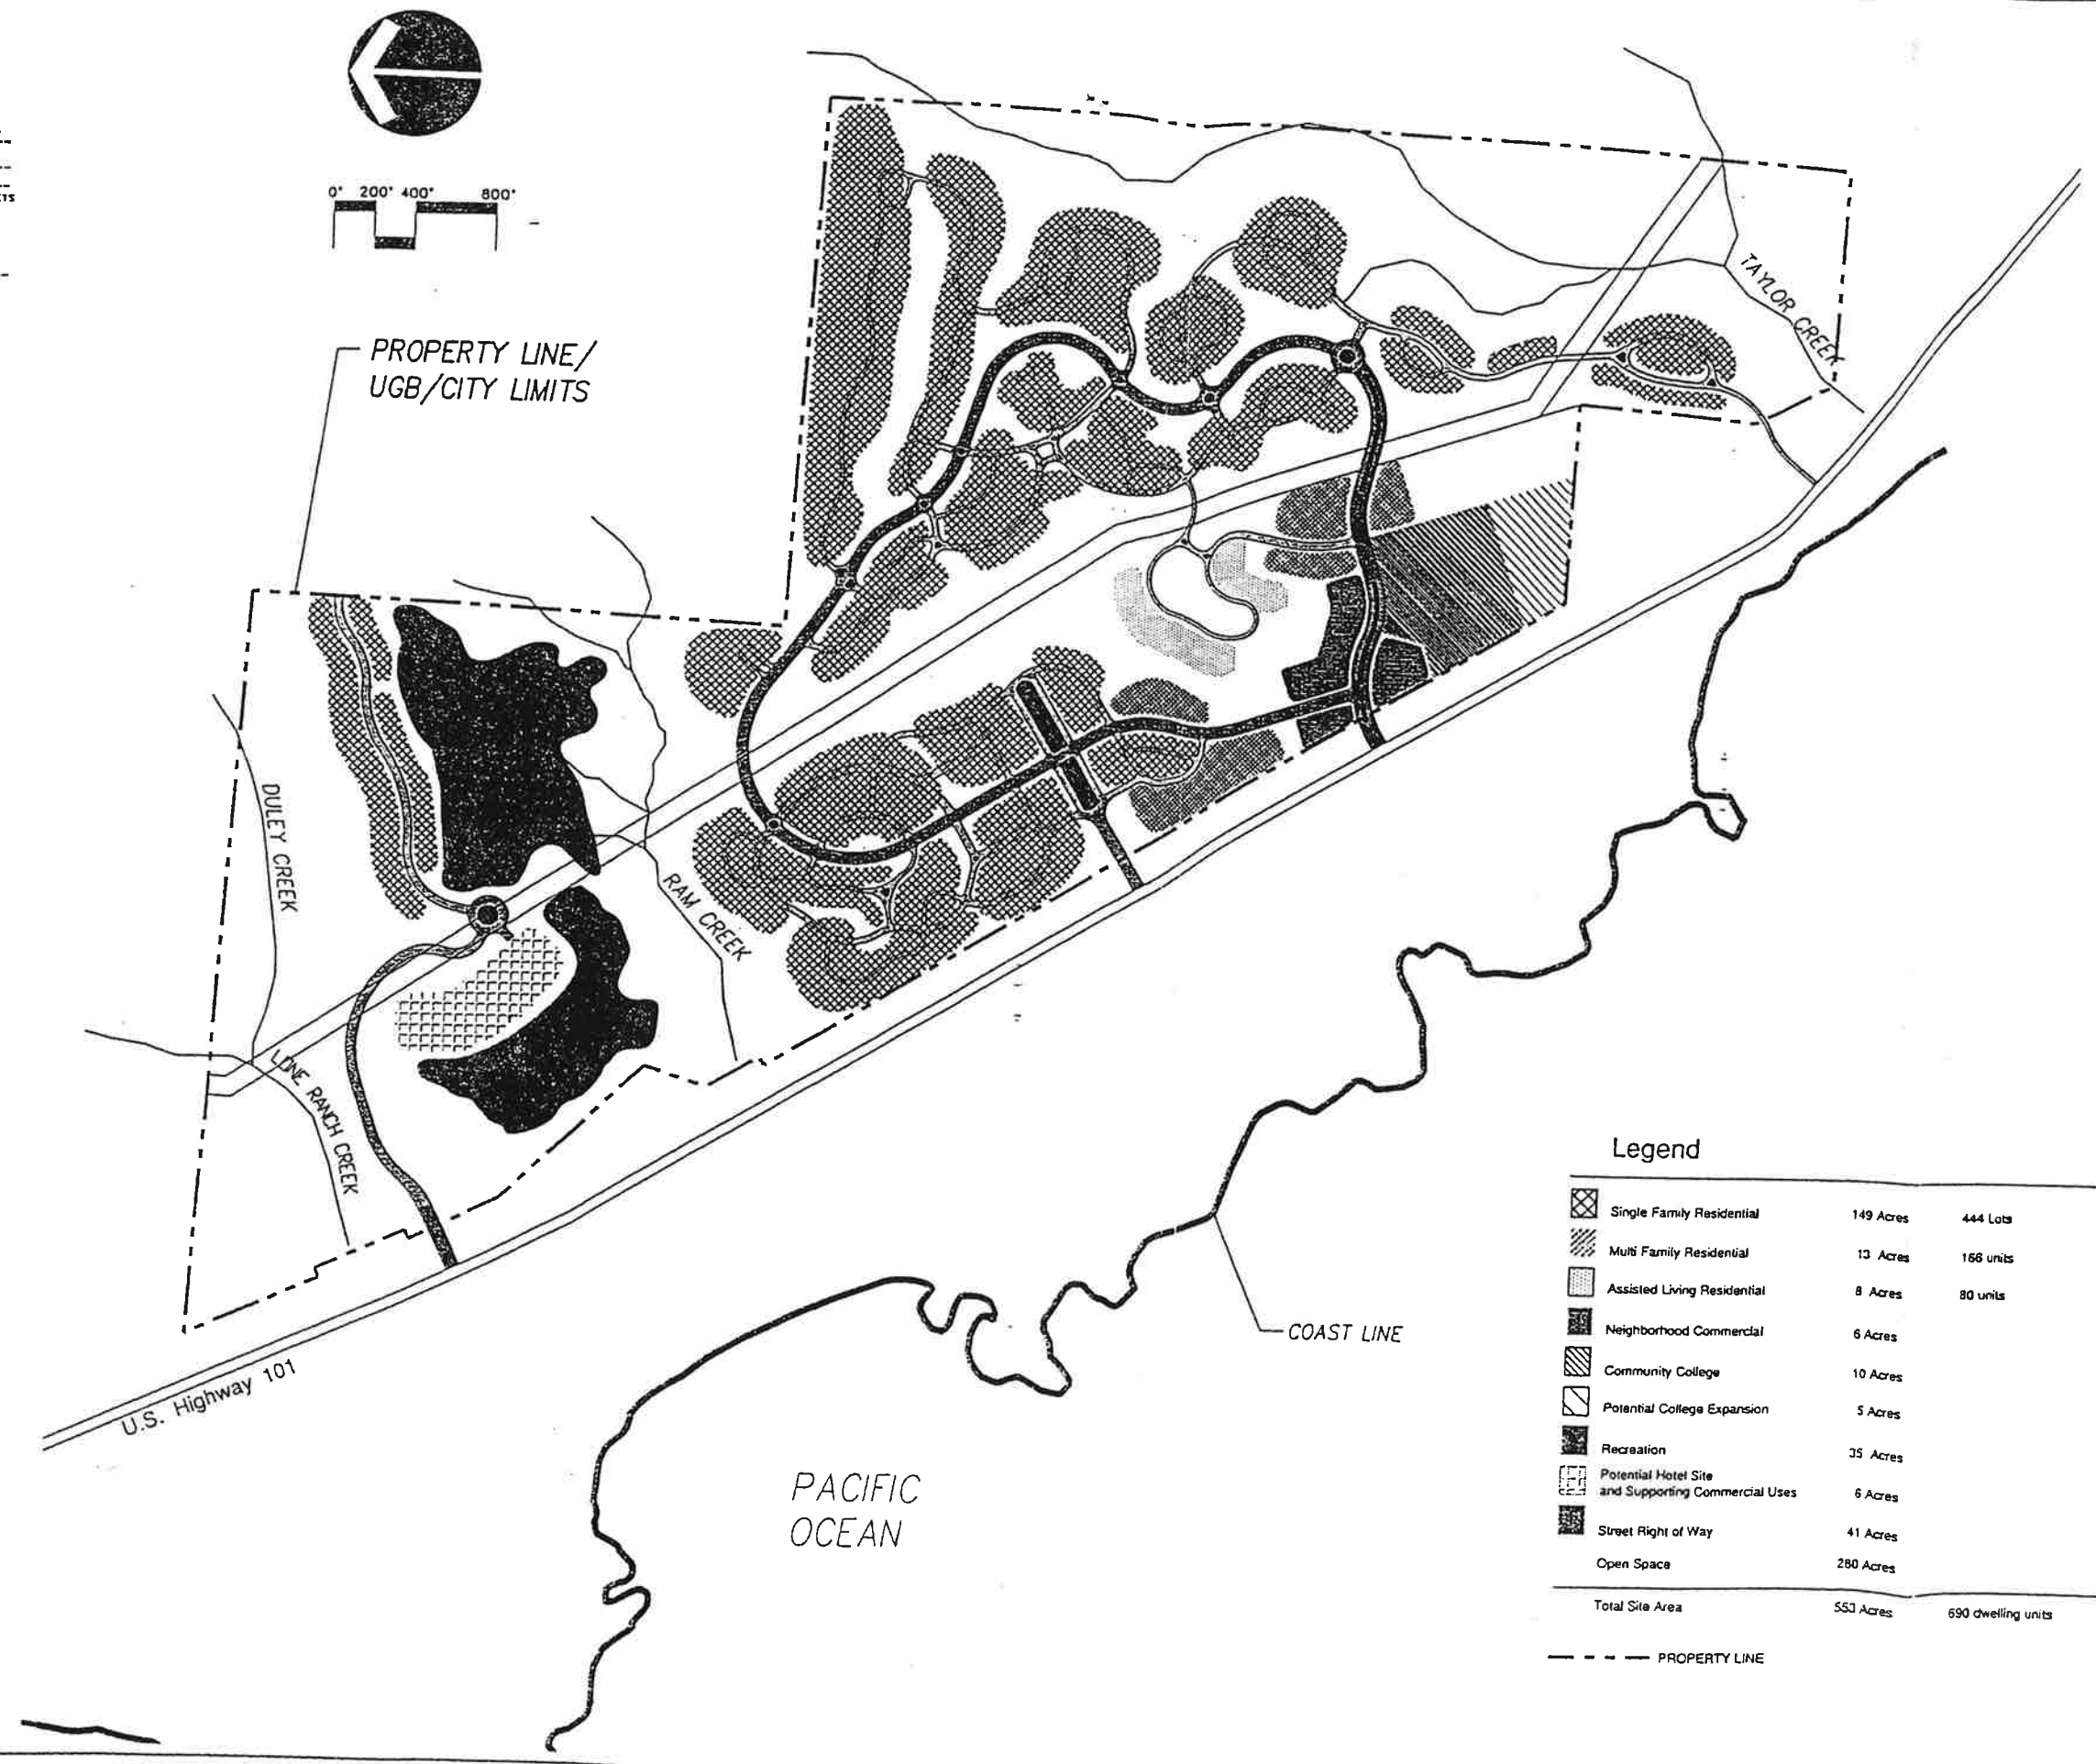 0' 200' 400' 800'
PROPERTY LINE/
UGB/CITY LIMITS
TAYLOR CREEK
DULEY CREEK
RAM CREEK
LONE RANCH CREEK
U.S. Highway 101
COAST LINE
PACIFIC
OCEAN
Legend
Single Family Residential 149 Acres 444 Lots
Multi Family Residential 13 Acres 166 units
Assisted Living Residential 8 Acres 80 units
Neighborhood Commercial 6 Acres
Community College 10 Acres
Potential College Expansion 5 Acres
Recreation 35 Acres
Potential Hotel Site
and Supporting Commercial Uses 6 Acres
Street Right of Way 41 Acres
Open Space 280 Acres
Total Site Area 553 Acres 690 dwelling units
PROPERTY LINE